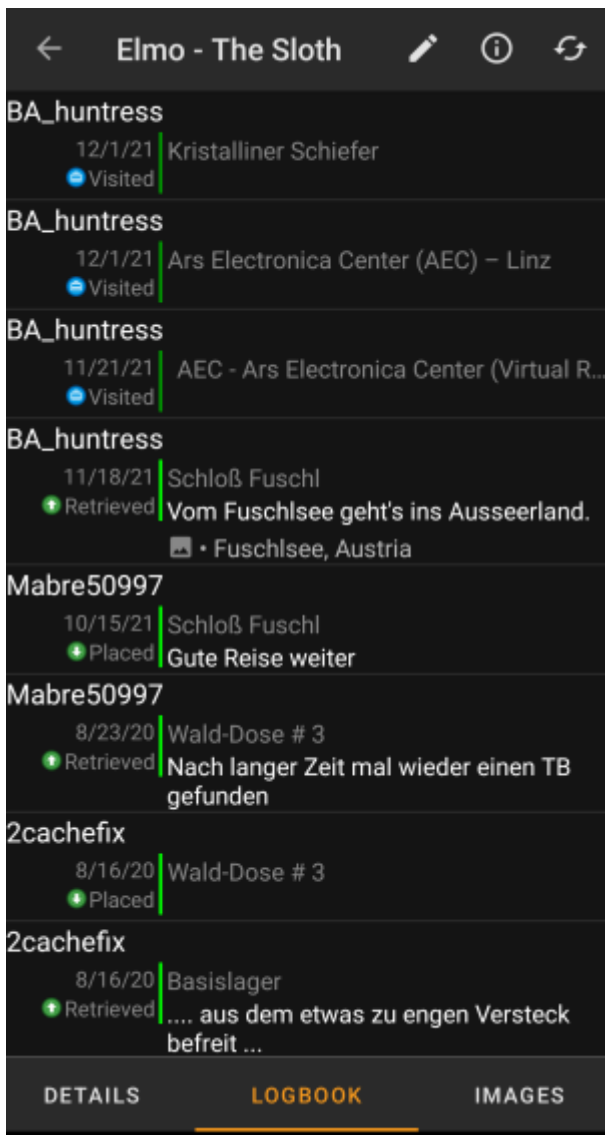 Elmo - The Sloth
BA_huntress
12/1/21 Kristalliner Schiefer
Visited
BA_huntress
12/1/21 Ars Electronica Center (AEC) – Linz
Visited
BA_huntress
11/21/21 AEC - Ars Electronica Center (Virtual R...
Visited
BA_huntress
11/18/21 Schloß Fuschl
Retrieved Vom Fuschlsee geht's ins Ausseerland.
• Fuschlsee, Austria
Mabre50997
10/15/21 Schloß Fuschl
Placed Gute Reise weiter
Mabre50997
8/23/20 Wald-Dose # 3
Retrieved Nach langer Zeit mal wieder einen TB
gefunden
2cachefix
8/16/20 Wald-Dose # 3
Placed
2cachefix
8/16/20 Basislager
Retrieved .... aus dem etwas zu engen Versteck
befreit ...
DETAILS LOGBOOK IMAGES